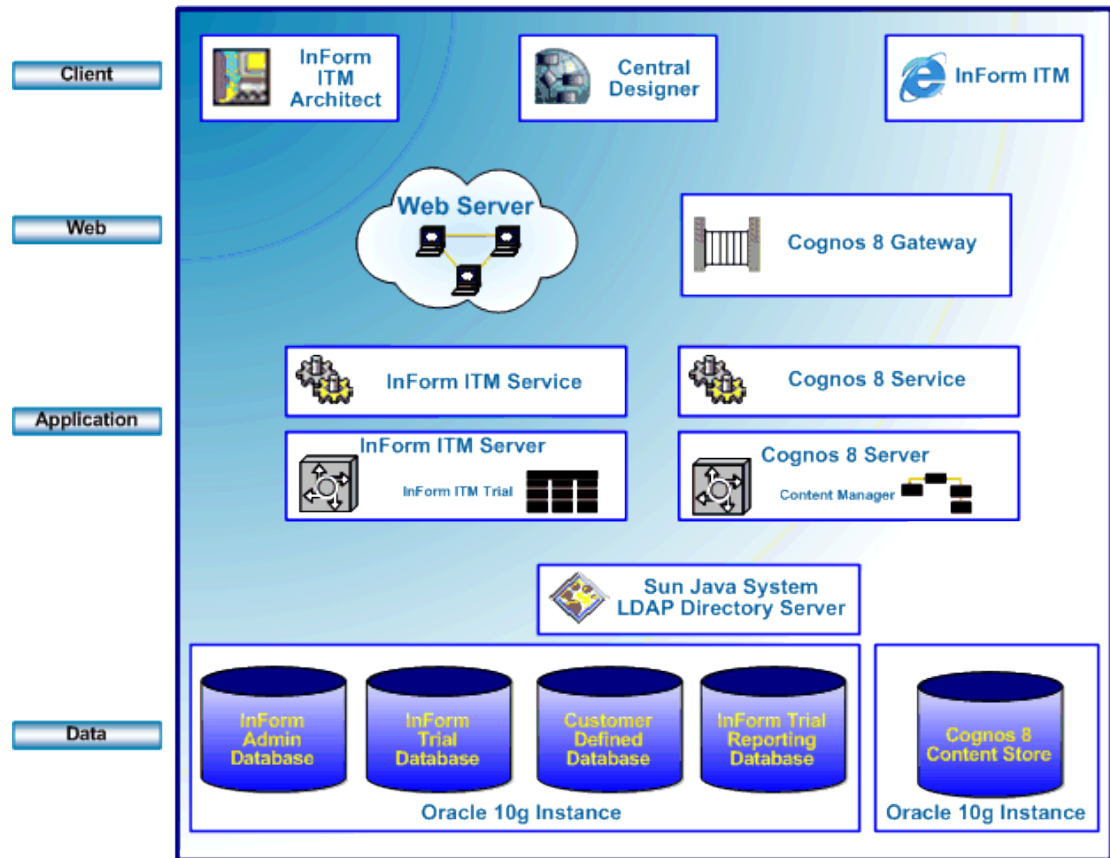 Client
InForm
ITM
Architect
Central
Designer
InForm ITM
Web
Web Server
Cognos 8 Gateway
Application
InForm ITM Service
Cognos 8 Service
InForm ITM Server
InForm ITM Trial
Cognos 8 Server
Content Manager
Sun Java System
LDAP Directory Server
Data
InForm
Admin
Database
InForm
Trial
Database
Customer
Defined
Database
InForm Trial
Reporting
Database
Cognos 8
Content Store
Oracle 10g Instance
Oracle 10g Instance